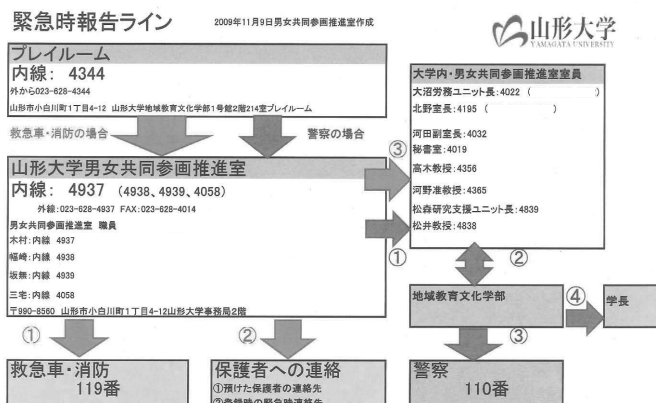 緊急時報告ライン
2009年11月9日男女共同参画推進室作成
山形大学
YAMAGATA UNIVERSITY
プレイルーム
内線: 4344
外から023-628-4344
山形市小白川町1丁目4-12 山形大学地域教育文化学部1号館2階214室プレイルーム
救急車・消防の場合
警察の場合
山形大学男女共同参画推進室
内線: 4937 (4938、4939、4058)
外線:023-628-4937 FAX:023-628-4014
男女共同参画推進室 職員
木村:内線 4937
幅崎:内線 4938
坂無:内線 4939
三宅:内線 4058
〒990-8560 山形市小白川町1丁目4-12山形大学事務局2階
③
①
大学内・男女共同参画推進室室員
大沼労務ユニット長:4022 ( )
北野室長:4195 ( )
河田副室長:4032
秘書室:4019
高木教授:4356
河野准教授:4365
松森研究支援ユニット長:4839
松井教授:4838
②
地域教育文化学部
④
学長
①
②
③
救急車・消防
119番
保護者への連絡
①預けた保護者の連絡先
②登録時の緊急時連絡先
警察
110番